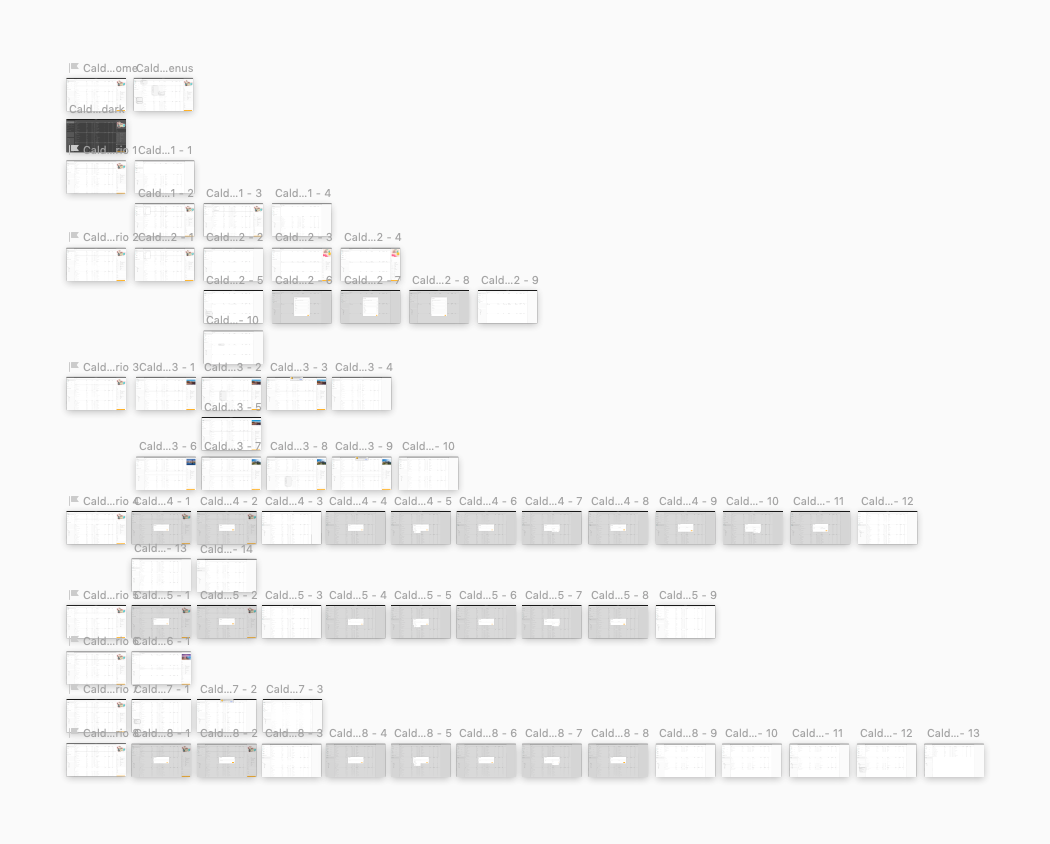 Cald...ome Cald...enus
Cald...dark
Cald...rio 1 Cald...1 - 1
Cald...1 - 2 Cald...1 - 3 Cald...1 - 4
Cald...rio 2 Cald...2 - 1 Cald...2 - 2 Cald...2 - 3 Cald...2 - 4
Cald...2 - 5 Cald...2 - 6 Cald...2 - 7 Cald...2 - 8 Cald...2 - 9
Cald...- 10
Cald...rio 3 Cald...3 - 1 Cald...3 - 2 Cald...3 - 3 Cald...3 - 4
Cald...3 - 5
Cald...3 - 6 Cald...3 - 7 Cald...3 - 8 Cald...3 - 9 Cald...- 10
Cald...rio 4 Cald...4 - 1 Cald...4 - 2 Cald...4 - 3 Cald...4 - 4 Cald...4 - 5 Cald...4 - 6 Cald...4 - 7 Cald...4 - 8 Cald...4 - 9 Cald...- 10 Cald...- 11 Cald...- 12
Cald...- 13 Cald...- 14
Cald...rio 5 Cald...5 - 1 Cald...5 - 2 Cald...5 - 3 Cald...5 - 4 Cald...5 - 5 Cald...5 - 6 Cald...5 - 7 Cald...5 - 8 Cald...5 - 9
Cald...rio 6 Cald...6 - 1
Cald...rio 7 Cald...7 - 1 Cald...7 - 2 Cald...7 - 3
Cald...rio 8 Cald...8 - 1 Cald...8 - 2 Cald...8 - 3 Cald...8 - 4 Cald...8 - 5 Cald...8 - 6 Cald...8 - 7 Cald...8 - 8 Cald...8 - 9 Cald...- 10 Cald...- 11 Cald...- 12 Cald...- 13